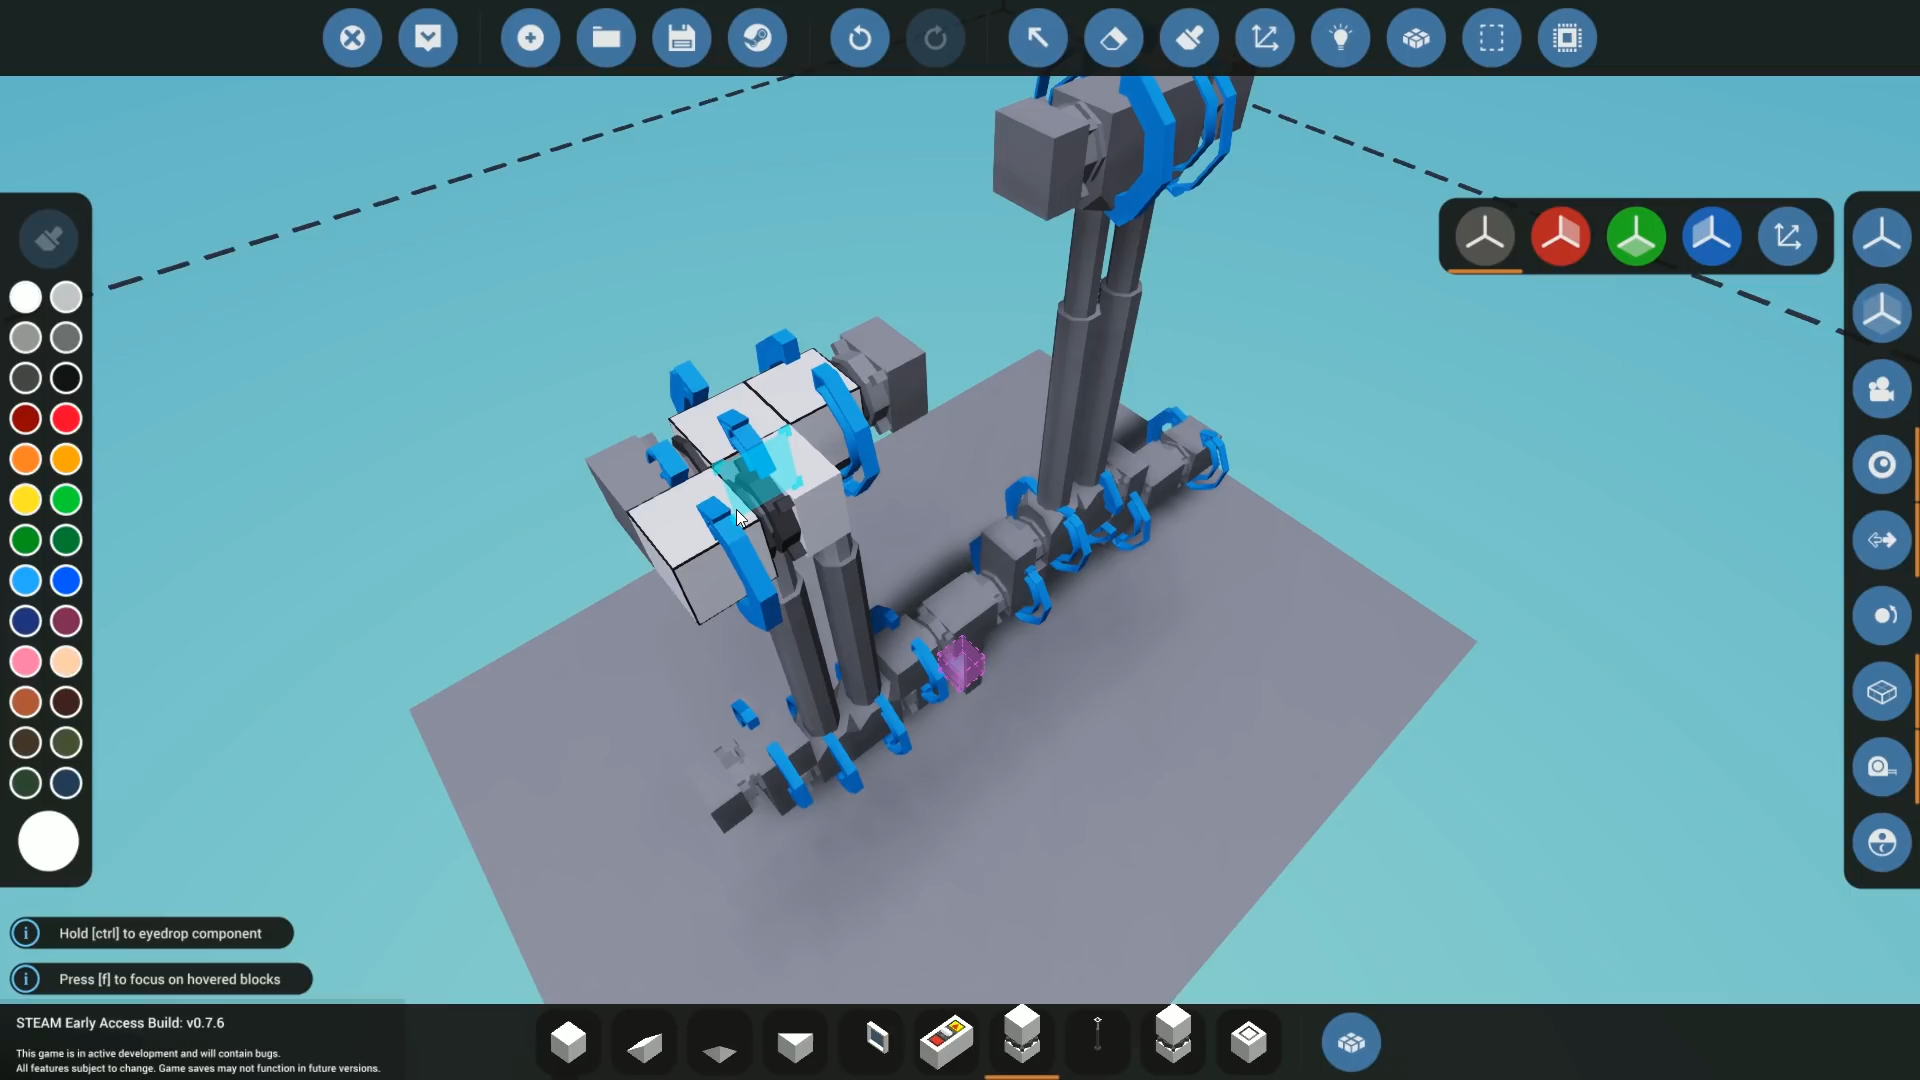 Hold [ctrl] to eyedrop component
Press [f] to focus on hovered blocks
STEAM Early Access Build: v0.7.6
This game is in active development and will contain bugs.
All features subject to change. Game saves may not function in future versions.